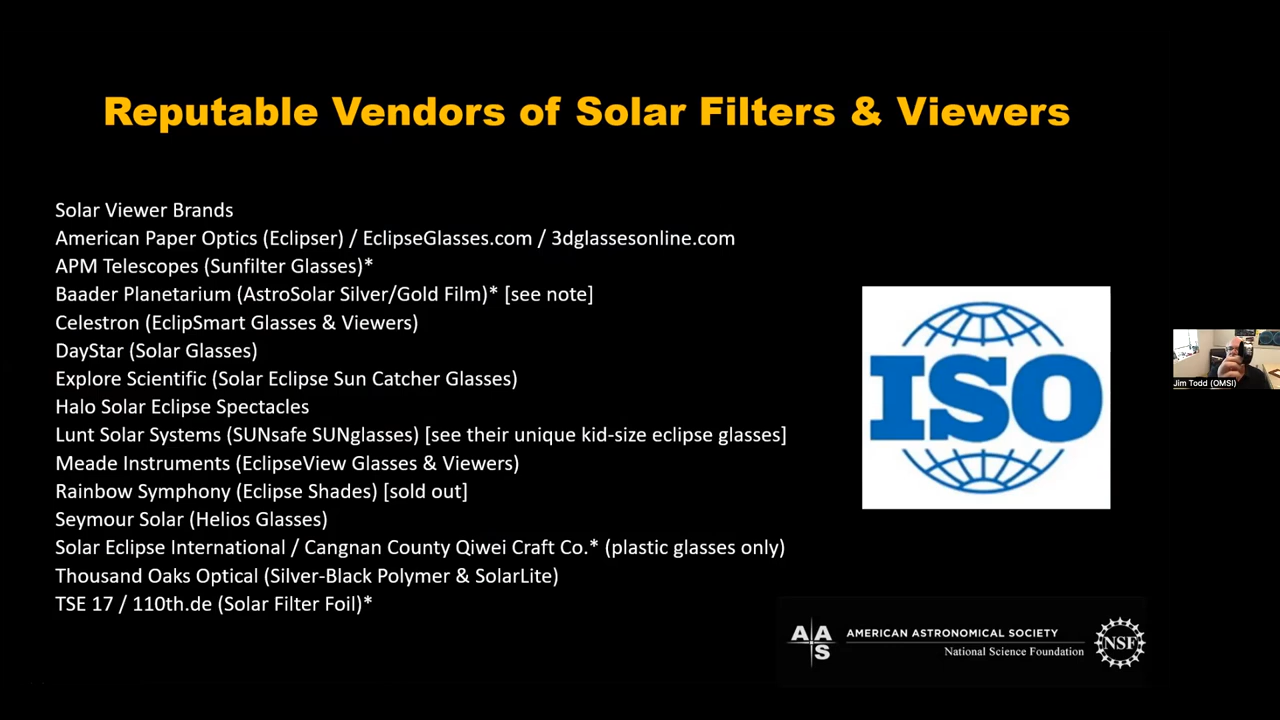 Reputable Vendors of Solar Filters & Viewers
Solar Viewer Brands
American Paper Optics (Eclipser) / EclipseGlasses.com / 3dglassesonline.com
APM Telescopes (Sunfilter Glasses)*
Baader Planetarium (AstroSolar Silver/Gold Film)* [see note]
Celestron (EclipSmart Glasses & Viewers)
DayStar (Solar Glasses)
Explore Scientific (Solar Eclipse Sun Catcher Glasses)
Halo Solar Eclipse Spectacles
Lunt Solar Systems (SUNsafe SUNglasses) [see their unique kid-size eclipse glasses]
Meade Instruments (EclipseView Glasses & Viewers)
Rainbow Symphony (Eclipse Shades) [sold out]
Seymour Solar (Helios Glasses)
Solar Eclipse International / Cangnan County Qiwei Craft Co.* (plastic glasses only)
Thousand Oaks Optical (Silver-Black Polymer & SolarLite)
TSE 17 / 110th.de (Solar Filter Foil)*
ISO
Jim Todd (OMSI)
AAS
AMERICAN ASTRONOMICAL SOCIETY
National Science Foundation
NSF